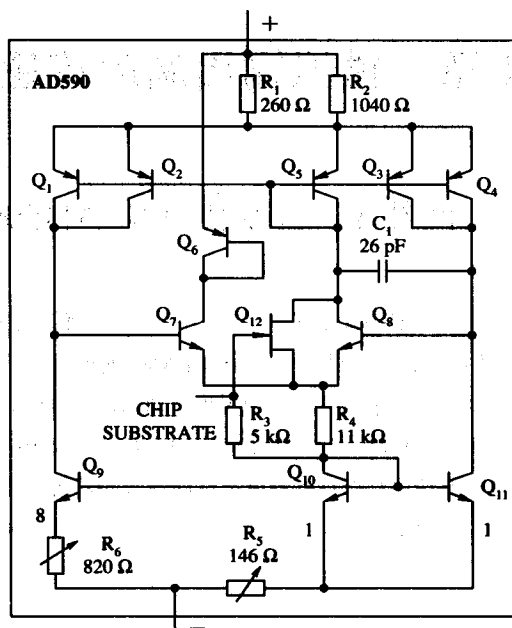 +
AD590
R1
260 Ω
R2
1040 Ω
Q1
Q2
Q5
Q3
Q4
Q6
C1
26 pF
Q7
Q12
Q8
CHIP
SUBSTRATE
R3
5 kΩ
R4
11 kΩ
Q9
Q10
Q11
8
1
1
R6
820 Ω
R5
146 Ω
−